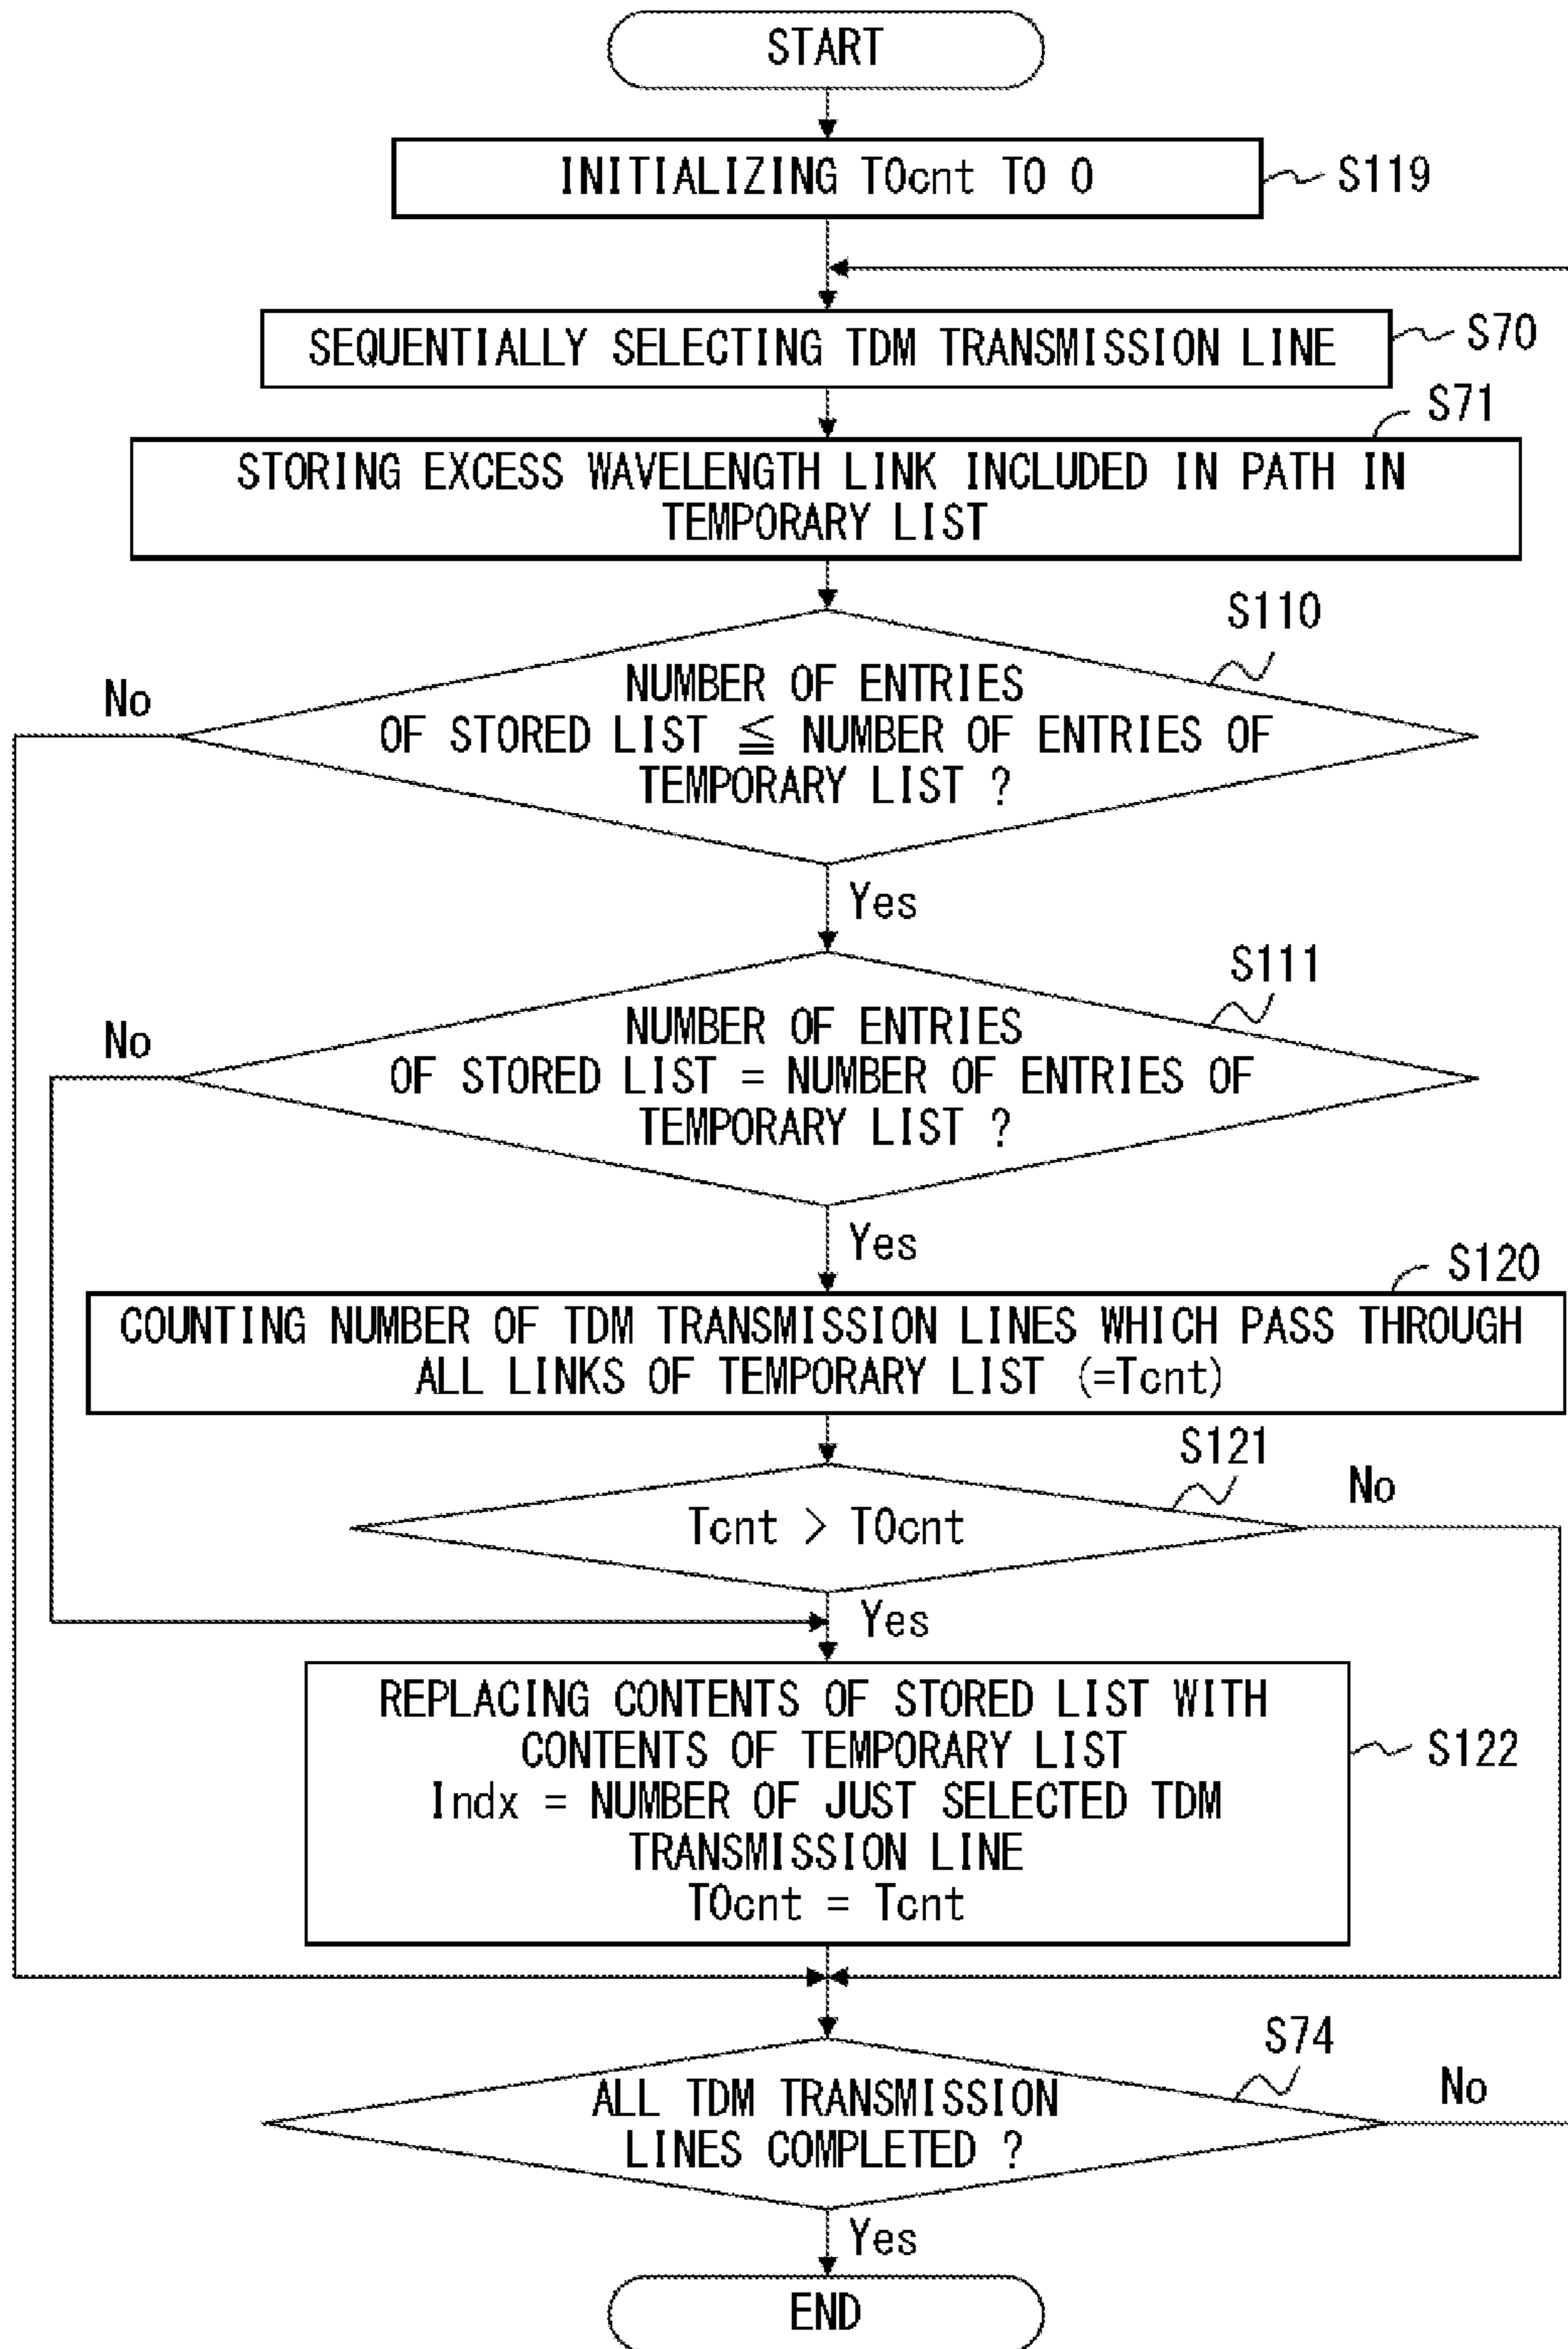 START
INITIALIZING T0cnt TO 0
S119
SEQUENTIALLY SELECTING TDM TRANSMISSION LINE
S70
S71
STORING EXCESS WAVELENGTH LINK INCLUDED IN PATH IN
TEMPORARY LIST
S110
No
NUMBER OF ENTRIES
OF STORED LIST ≦ NUMBER OF ENTRIES OF
TEMPORARY LIST ?
Yes
S111
No
NUMBER OF ENTRIES
OF STORED LIST = NUMBER OF ENTRIES OF
TEMPORARY LIST ?
Yes
S120
COUNTING NUMBER OF TDM TRANSMISSION LINES WHICH PASS THROUGH
ALL LINKS OF TEMPORARY LIST (=Tcnt)
S121
No
Tcnt > T0cnt
Yes
REPLACING CONTENTS OF STORED LIST WITH
CONTENTS OF TEMPORARY LIST
Indx = NUMBER OF JUST SELECTED TDM
TRANSMISSION LINE
T0cnt = Tcnt
S122
S74
No
ALL TDM TRANSMISSION
LINES COMPLETED ?
Yes
END